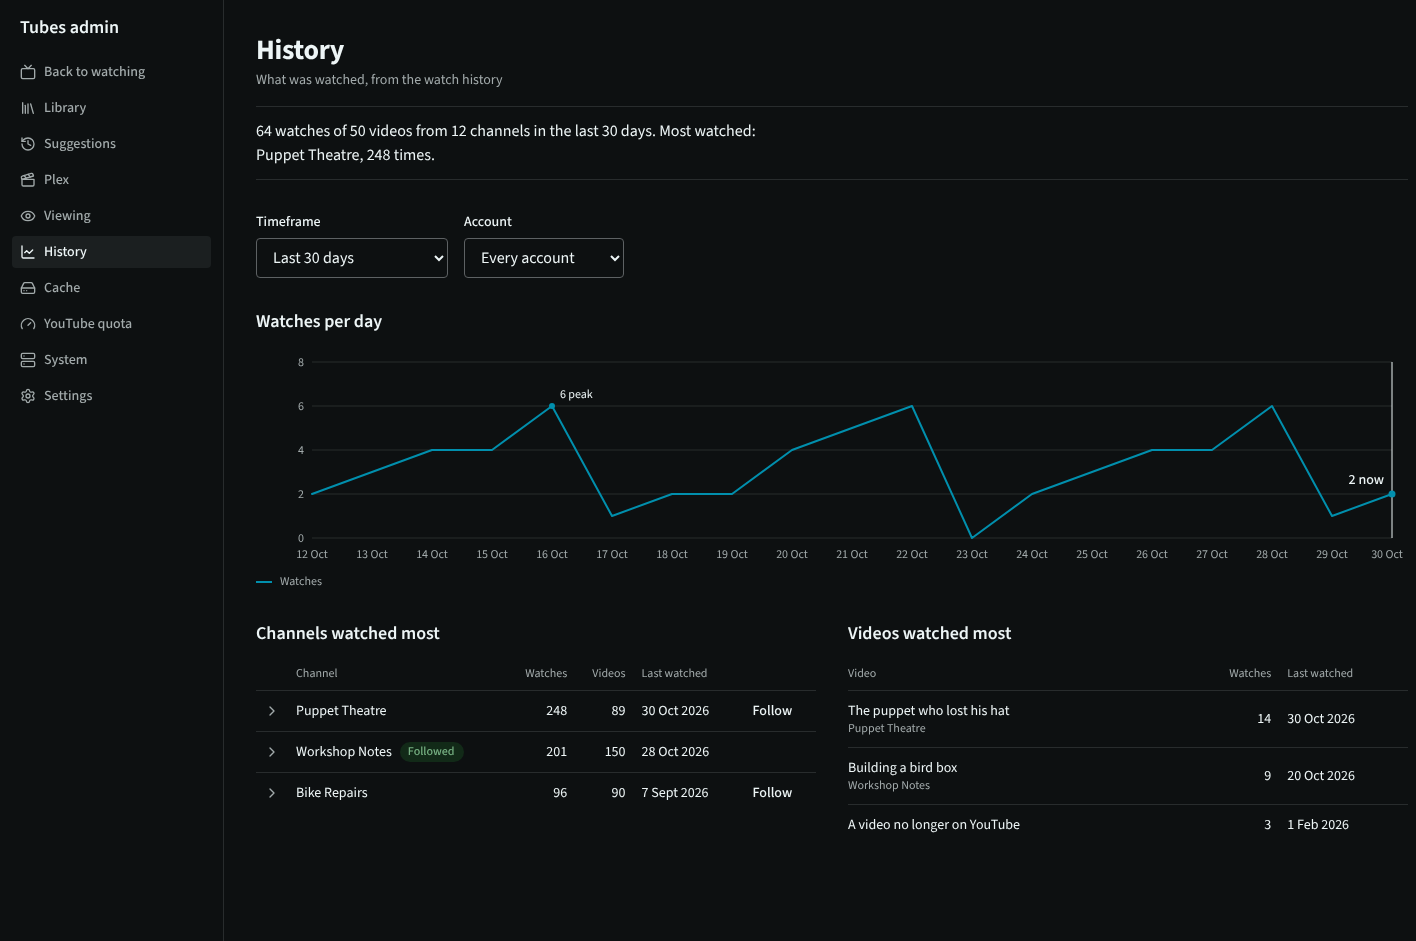 Tubes admin
Back to watching
Library
Suggestions
Plex
Viewing
History
Cache
YouTube quota
System
Settings
History
What was watched, from the watch history
64 watches of 50 videos from 12 channels in the last 30 days. Most watched:
Puppet Theatre, 248 times.
Timeframe Account
Last 30 days Every account
Watches per day
8
6 peak
6
4
2 now
2
0
12 Oct 13 Oct 14 Oct 15 Oct 16 Oct 17 Oct 18 Oct 19 Oct 20 Oct 21 Oct 22 Oct 23 Oct 24 Oct 25 Oct 26 Oct 27 Oct 28 Oct 29 Oct 30 Oct
Watches
Channels watched most
Channel Watches Videos Last watched
Puppet Theatre 248 89 30 Oct 2026 Follow
Workshop Notes Followed 201 150 28 Oct 2026
Bike Repairs 96 90 7 Sept 2026 Follow
Videos watched most
Video Watches Last watched
The puppet who lost his hat 14 30 Oct 2026
Puppet Theatre
Building a bird box 9 20 Oct 2026
Workshop Notes
A video no longer on YouTube 3 1 Feb 2026